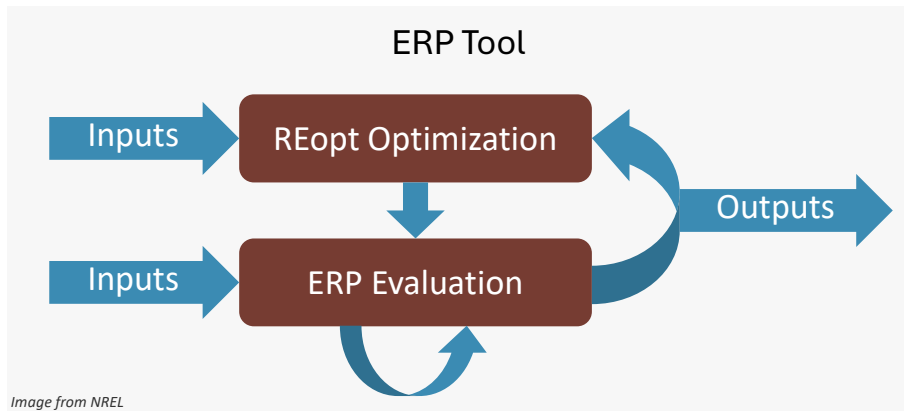 ERP Tool
Inputs
REopt Optimization
Outputs
Inputs
ERP Evaluation
Image from NREL